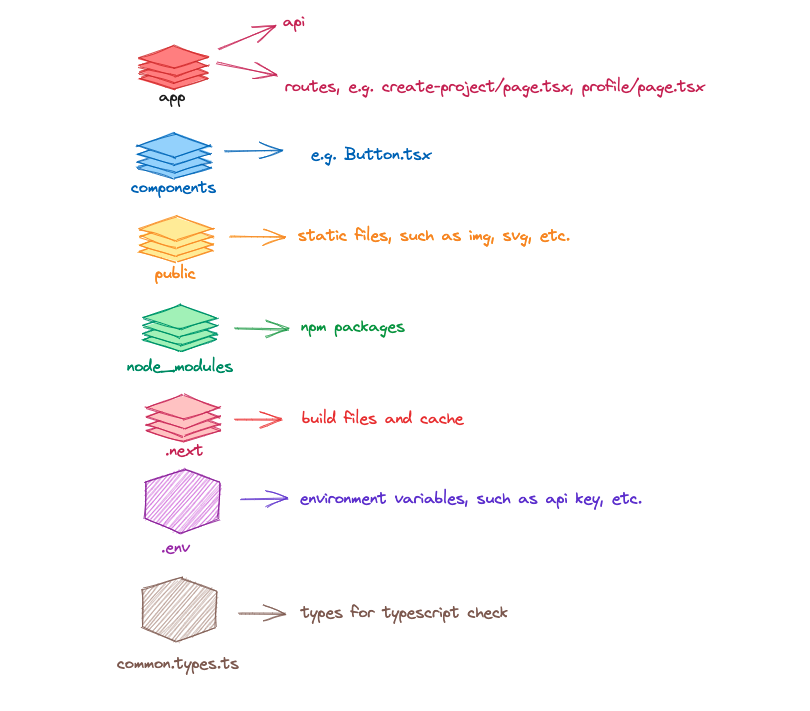 api
app
routes, e.g. create-project/page.tsx, profile/page.tsx
components
e.g. Button.tsx
public
static files, such as img, svg, etc.
node_modules
npm packages
.next
build files and cache
.env
environment variables, such as api key, etc.
common.types.ts
types for typescript check